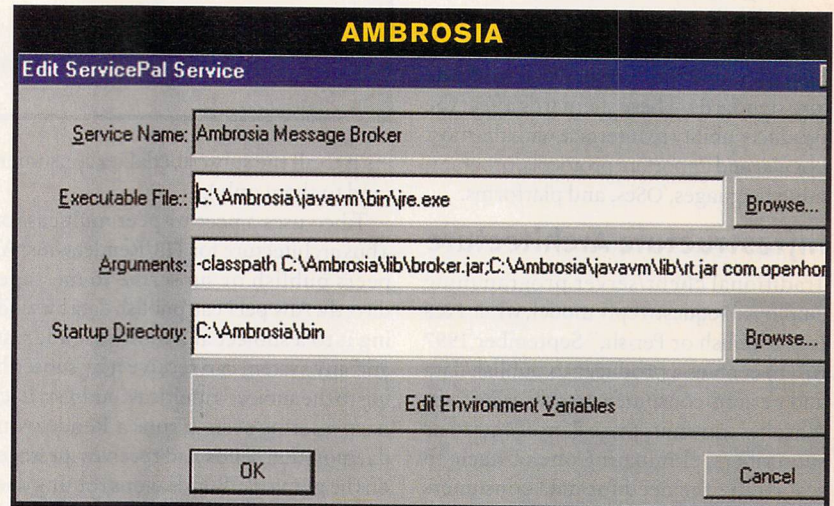 AMBROSIA
Edit ServicePal Service
Service Name: Ambrosia Message Broker
Executable File:: C:\Ambrosia\javavm\bin\jre.exe Browse...
Arguments: -classpath C:\Ambrosia\lib\broker.jar;C:\Ambrosia\javavm\lib\rt.jar com.openhor
Startup Directory: C:\Ambrosia\bin Browse...
Edit Environment Variables
OK Cancel